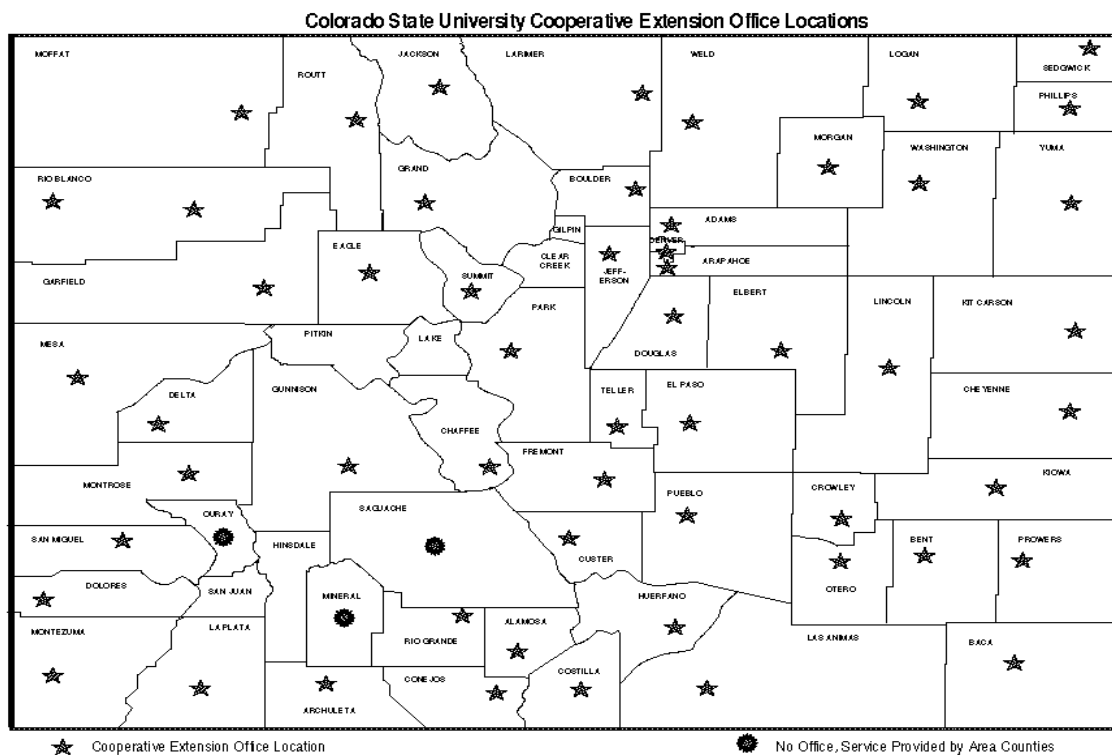 Colorado State University Cooperative Extension Office Locations
MOFFAT
ROUTT
JACKSON
LARIMER
WELD
LOGAN
SEDGWICK
PHILLIPS
MORGAN
WASHINGTON
YUMA
RIO BLANCO
GRAND
BOULDER
GILPIN
ADAMS
DENVER
ARAPAHOE
EAGLE
SUMMIT
CLEAR
CREEK
JEFF-
ERSON
GARFIELD
PARK
ELBERT
LINCOLN
KIT CARSON
PITKIN
LAKE
DOUGLAS
MESA
GUNNISON
DELTA
TELLER
EL PASO
CHEYENNE
CHAFFEE
FREMONT
MONTROSE
PUEBLO
CROWLEY
KIOWA
OURAY
SAGUACHE
SAN MIGUEL
HINSDALE
CUSTER
BENT
PROWERS
DOLORES
SAN JUAN
MINERAL
HUERFANO
OTERO
MONTEZUMA
LA PLATA
RIO GRANDE
ALAMOSA
LAS ANIMAS
BACA
CONEJOS
COSTILLA
ARCHULETA
Cooperative Extension Office Location
No Office, Service Provided by Area Counties